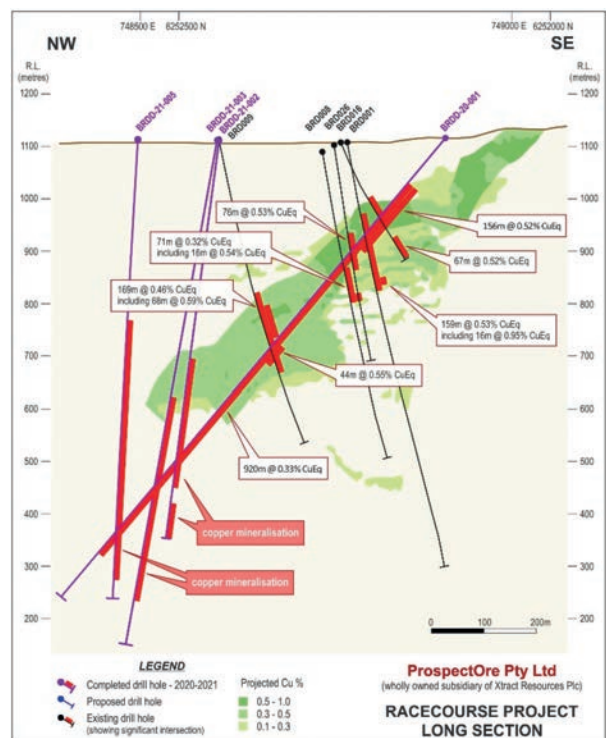 748500 E
6252500 N
749000 E
6252000 N
NW
SE
R.L.
(metres)
R.L.
(metres)
BRDD-21-005
BRDD-21-003
BRDD-21-002
BRD009
BRD008
BRD026
BRD016
BRD001
BRDD-20-001
1200
1100
1000
900
800
700
600
500
400
300
200
1200
1100
1000
900
800
700
600
500
400
300
200
76m @ 0.53% CuEq
156m @ 0.52% CuEq
71m @ 0.32% CuEq
including 16m @ 0.54% CuEq
67m @ 0.52% CuEq
169m @ 0.46% CuEq
including 68m @ 0.59% CuEq
159m @ 0.53% CuEq
including 16m @ 0.95% CuEq
44m @ 0.55% CuEq
920m @ 0.33% CuEq
copper mineralisation
copper mineralisation
0 100 200m
LEGEND
Completed drill hole - 2020-2021
Proposed drill hole
Existing drill hole
(showing significant intersection)
Projected Cu %
0.5 - 1.0
0.3 - 0.5
0.1 - 0.3
ProspectOre Pty Ltd
(wholly owned subsidiary of Xtract Resources Plc)
RACECOURSE PROJECT
LONG SECTION